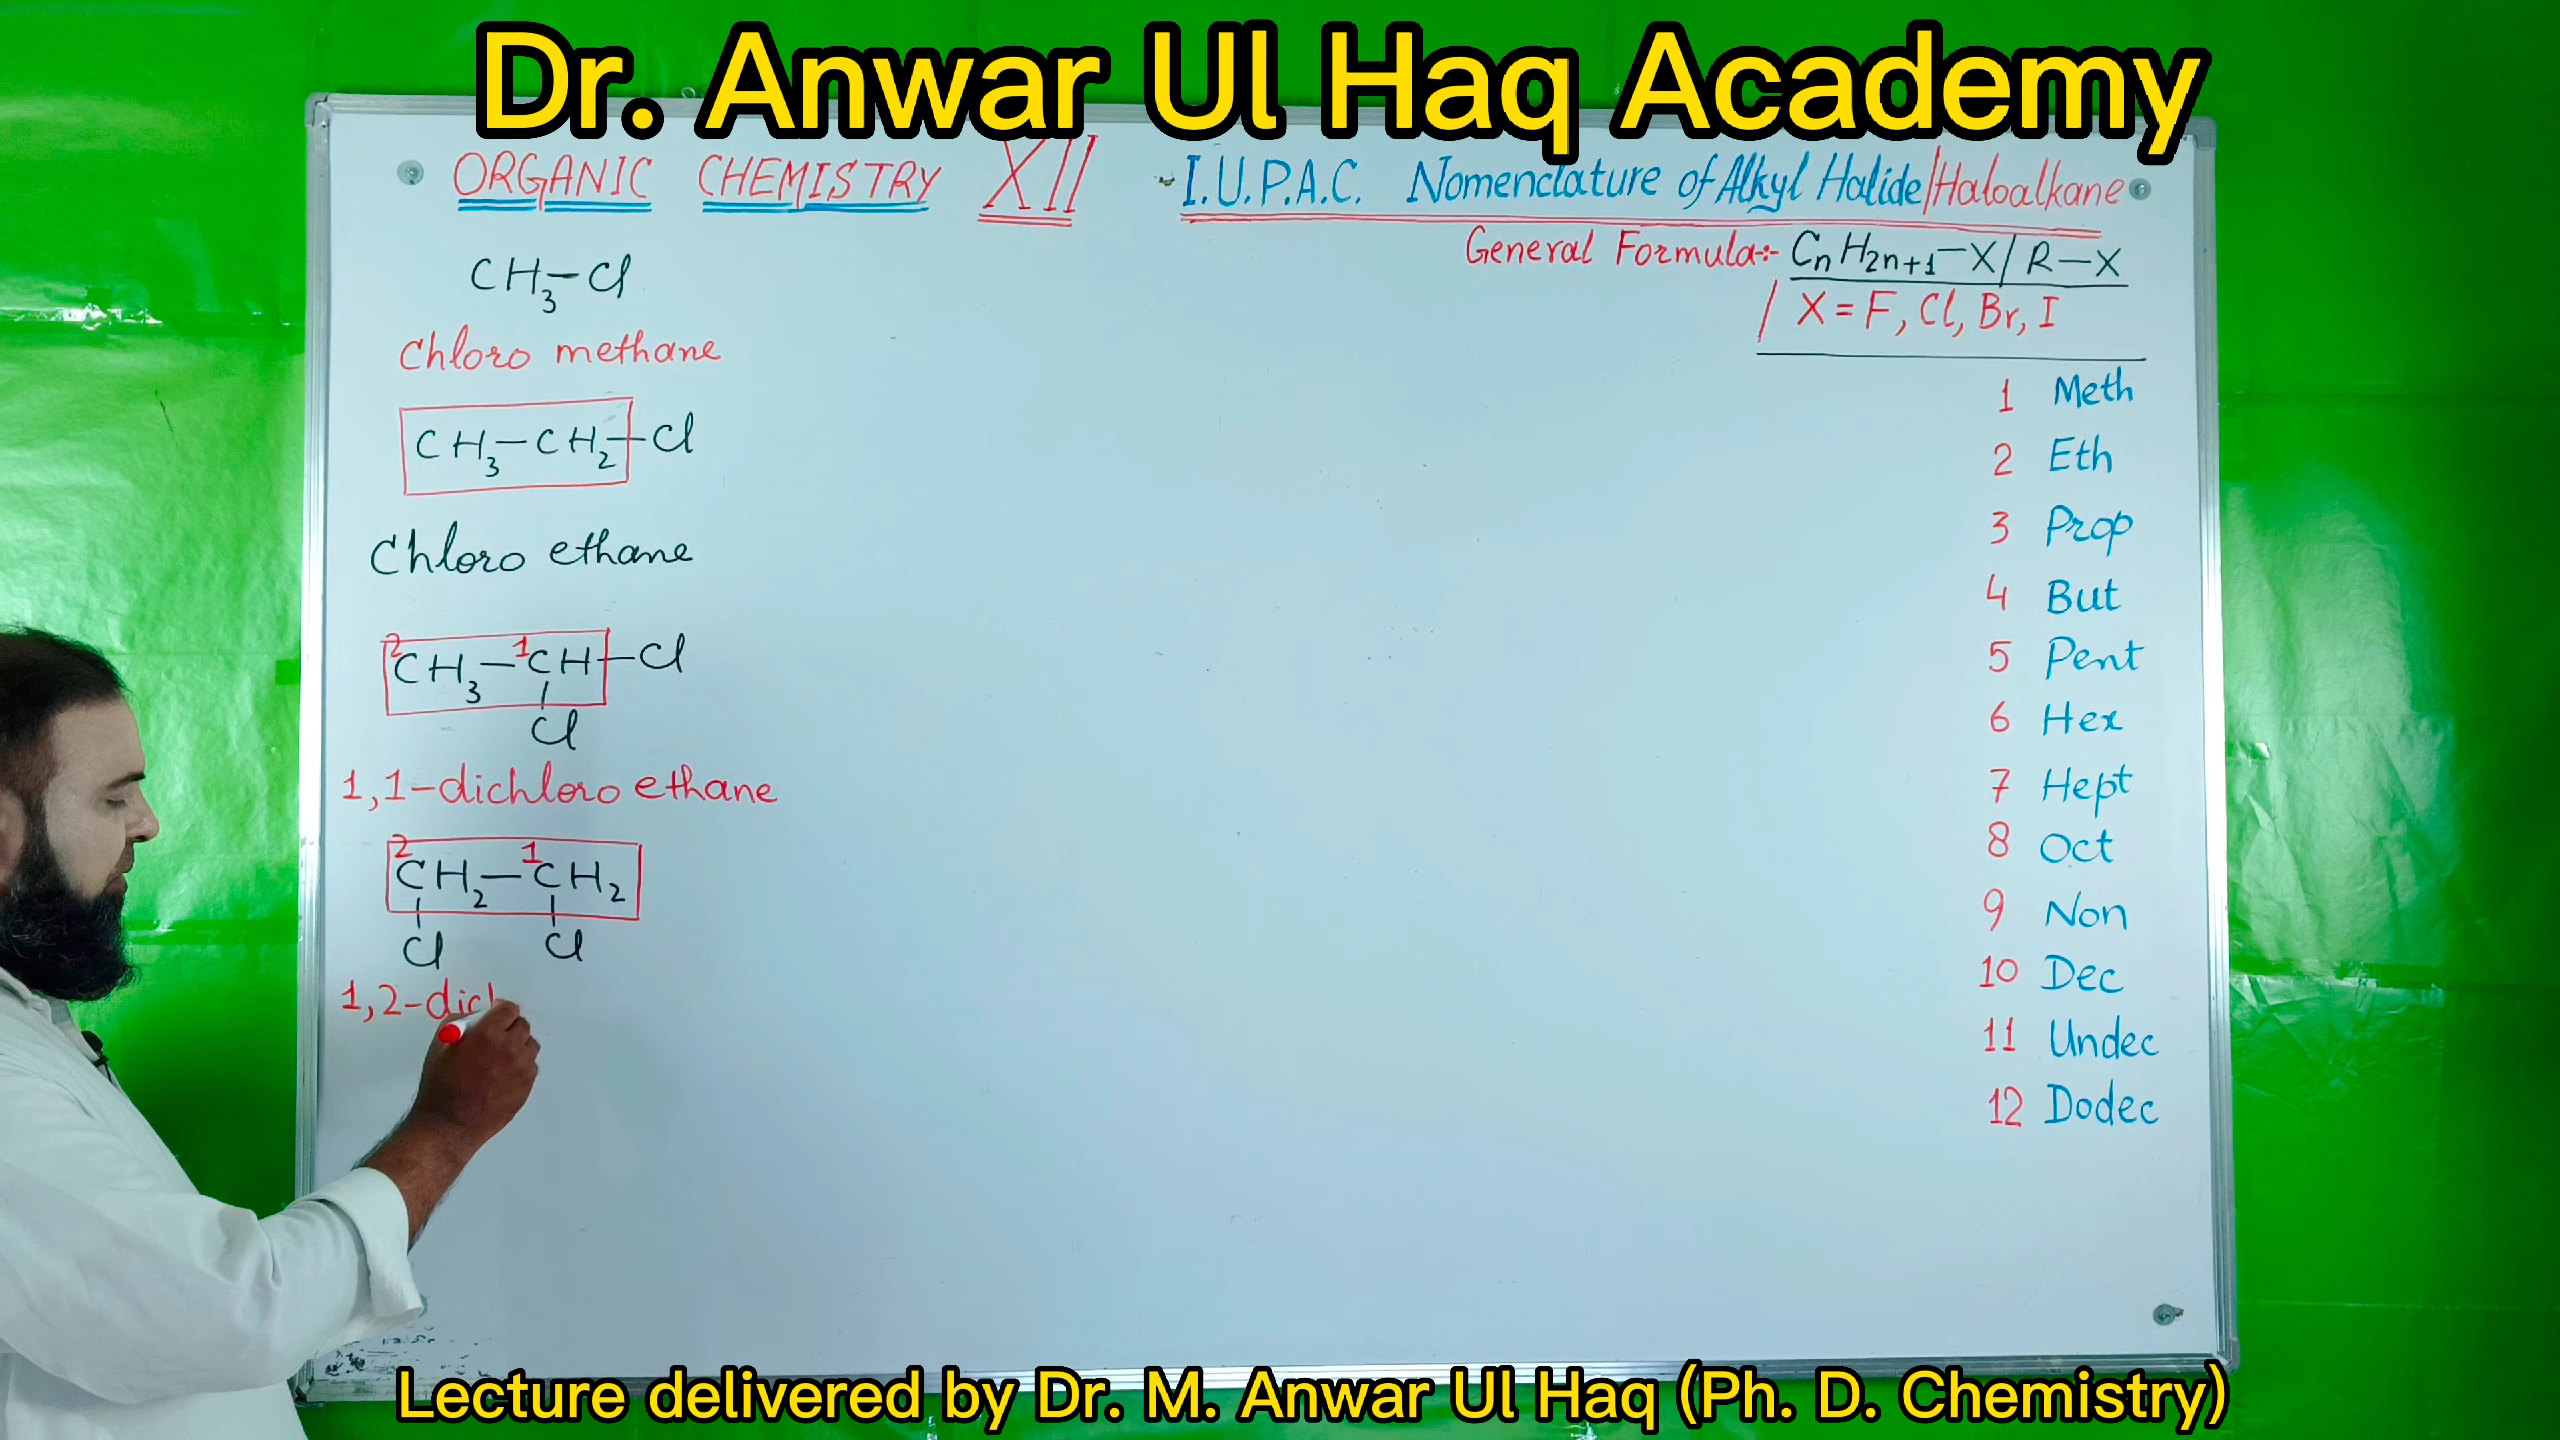 Dr. Anwar Ul Haq Academy
ORGANIC CHEMISTRY XII
I.U.P.A.C. Nomenclature of Alkyl Halide/Haloalkane
General Formula:- CnH2n+1-X/R-X
/ X = F, Cl, Br, I
CH3-Cl
Chloro methane
CH3-CH2-Cl
Chloro ethane
2CH3-1CH-Cl
Cl
1,1-dichloro ethane
2CH2-1CH2
Cl Cl
1,2-dich
1 Meth
2 Eth
3 Prop
4 But
5 Pent
6 Hex
7 Hept
8 Oct
9 Non
10 Dec
11 Undec
12 Dodec
Lecture delivered by Dr. M. Anwar Ul Haq (Ph. D. Chemistry)